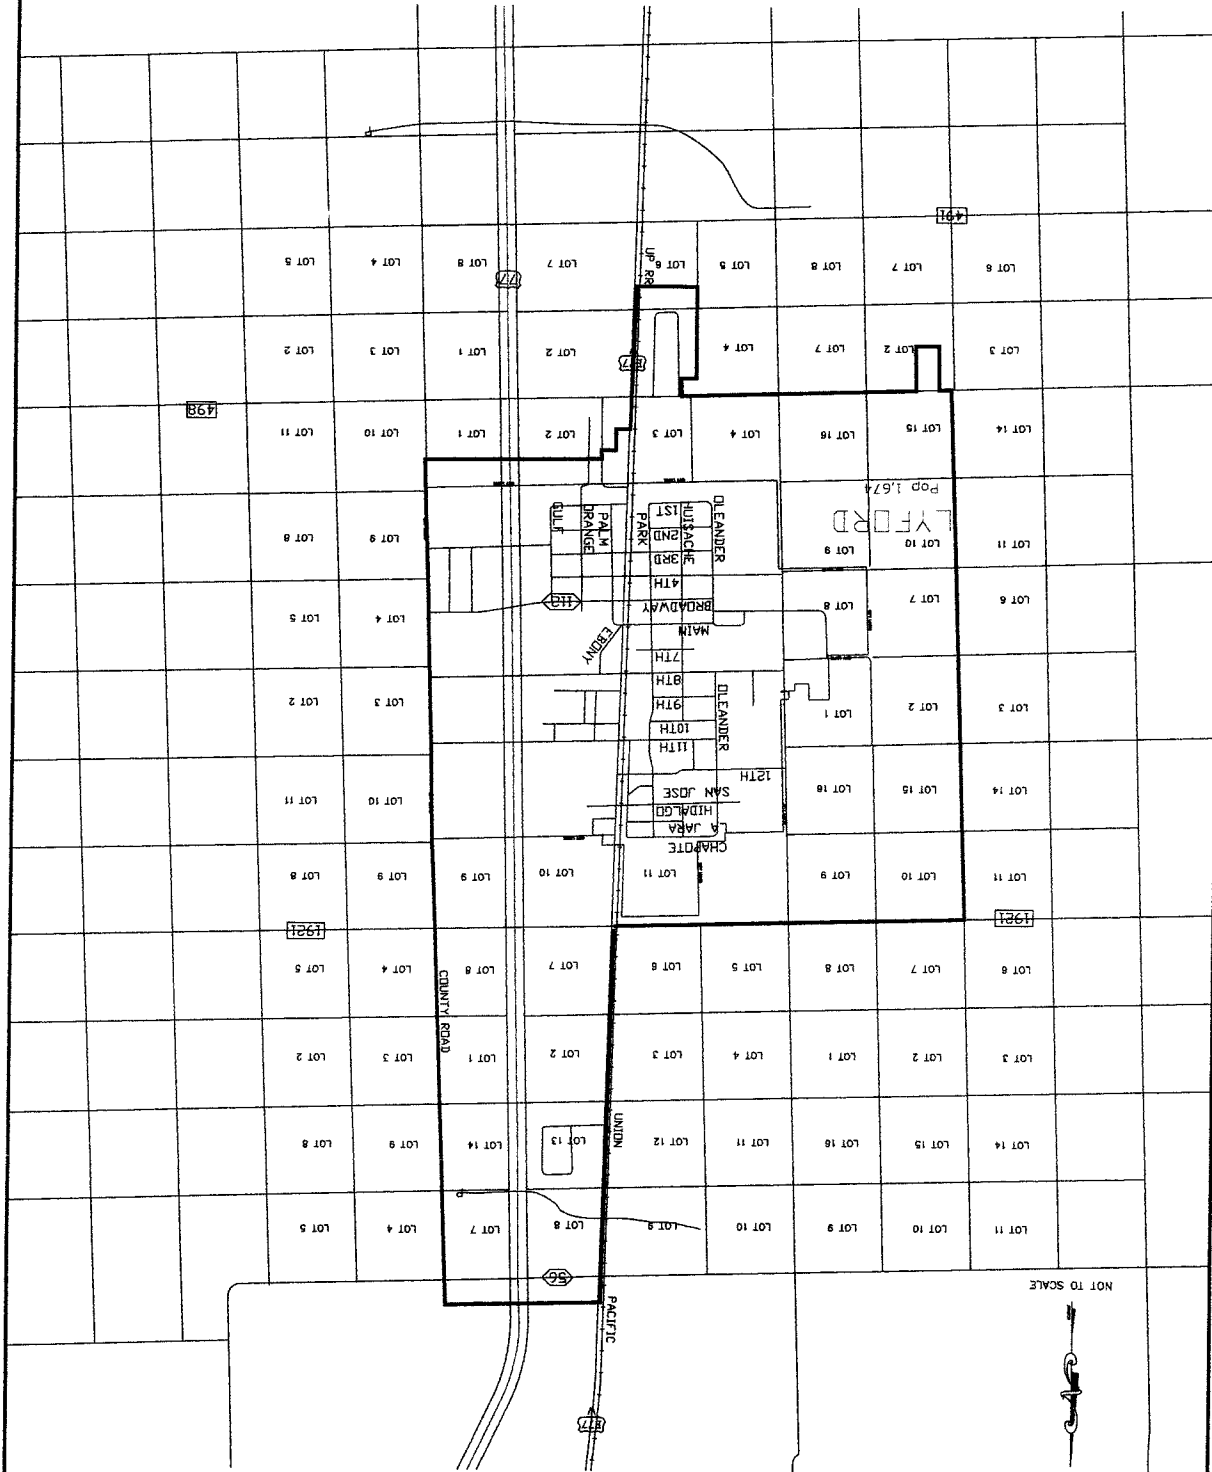 B77
NOT TO SCALE
PACIFIC
56
LOT 11 LOT 10 LOT 9 LOT 10 LOT 9 LOT 8 LOT 7 LOT 4 LOT 5
LOT 14 LOT 15 LOT 16 LOT 11 LOT 12 LOT 13 LOT 14 LOT 9 LOT 8
UNION
LOT 3 LOT 2 LOT 1 LOT 4 LOT 3 LOT 2 LOT 1 LOT 3 LOT 2
COUNTY ROAD
LOT 6 LOT 7 LOT 8 LOT 5 LOT 6 LOT 7 LOT 8 LOT 4 LOT 5
1921
1921
LOT 11 LOT 10 LOT 9 LOT 11 LOT 10 LOT 9 LOT 9 LOT 8
CHAPOTE
A JARA
HIDALGO
SAN JOSE
LOT 14 LOT 15 LOT 16 LOT 10 LOT 11
12TH
11TH
10TH
9TH
8TH
7TH
OLEANDER
LOT 3 LOT 2 LOT 1 LOT 3 LOT 2
EBONY
MAIN
BROADWAY
112
LOT 6 LOT 7 LOT 8 LOT 4 LOT 5
4TH
3RD
2ND
1ST
OLEANDER
HUISACHE
PARK
PALM
ORANGE
GULF
LOT 11 LOT 10 LOT 9 LOT 9 LOT 8
LYFORD
Pop 1,674
LOT 14 LOT 15 LOT 16 LOT 4 LOT 3 LOT 2 LOT 1 LOT 10 LOT 11
498
B77
LOT 3 LOT 2 LOT 7 LOT 4 LOT 2 LOT 1 LOT 3 LOT 2
77
UP RR
LOT 6 LOT 7 LOT 8 LOT 5 LOT 6 LOT 7 LOT 8 LOT 4 LOT 5
491